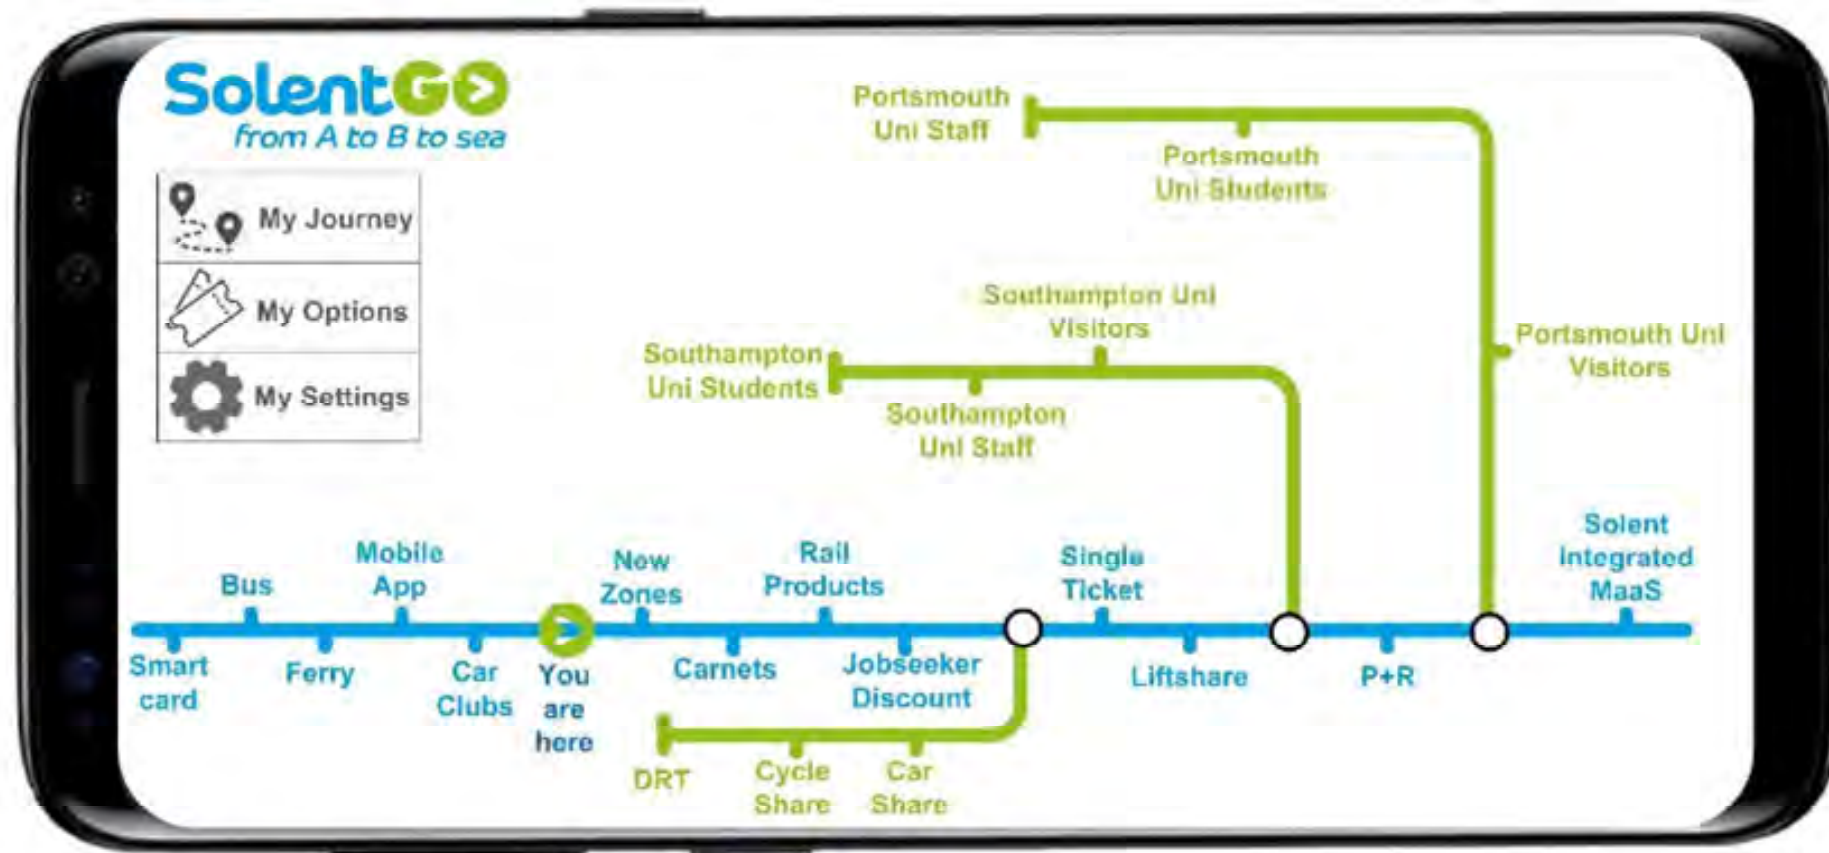 SolentGO
from A to B to sea
My Journey
My Options
My Settings
Portsmouth
Uni Staff
Portsmouth
Uni Students
Southampton Uni
Visitors
Portsmouth Uni
Visitors
Southampton
Uni Students
Southampton
Uni Staff
Smart
card
Bus
Ferry
Mobile
App
Car
Clubs
You
are
here
New
Zones
Carnets
Rail
Products
Jobseeker
Discount
Single
Ticket
Liftshare
P+R
Solent
Integrated
MaaS
DRT
Cycle
Share
Car
Share